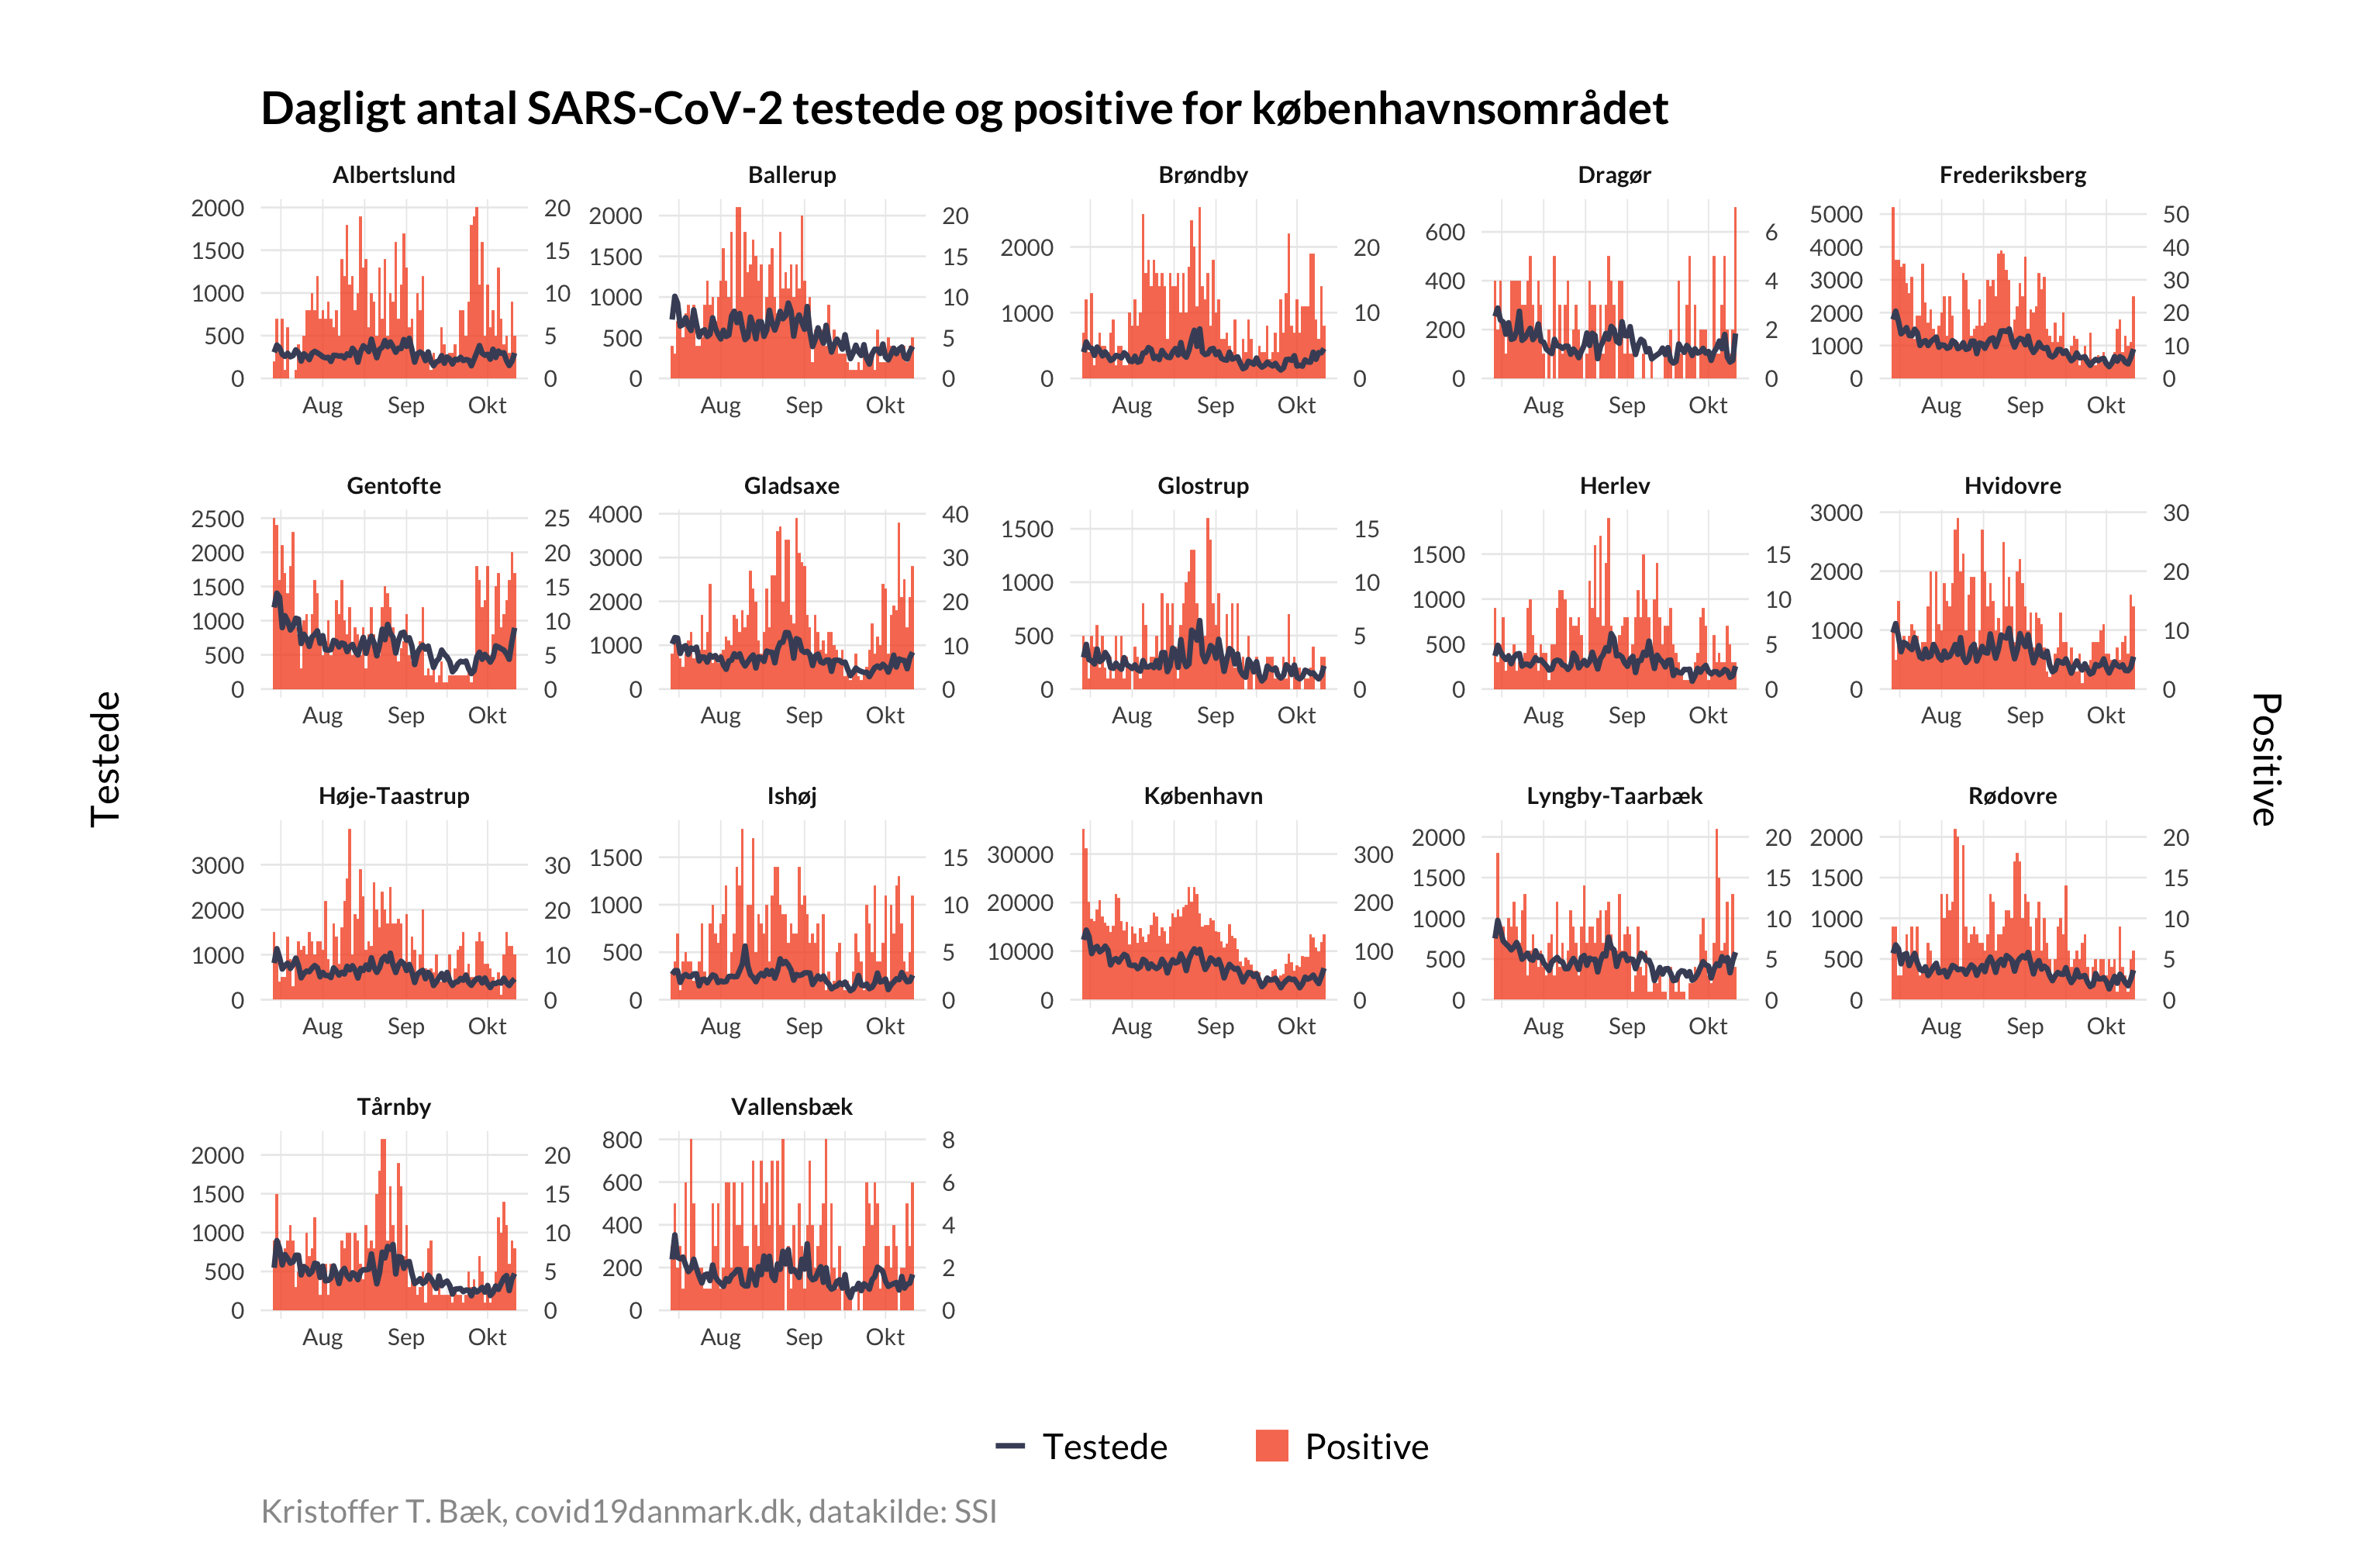 Dagligt antal SARS-CoV-2 testede og positive for københavnsområdet
Albertslund Ballerup Brøndby Dragør Frederiksberg
2000 1500 1000 500 0 20 15 10 5 0 Aug Sep Okt
2000 1500 1000 500 0 20 15 10 5 0 Aug Sep Okt
2000 1000 0 20 10 0 Aug Sep Okt
600 400 200 0 6 4 2 0 Aug Sep Okt
5000 4000 3000 2000 1000 0 50 40 30 20 10 0 Aug Sep Okt
Gentofte Gladsaxe Glostrup Herlev Hvidovre
2500 2000 1500 1000 500 0 25 20 15 10 5 0 Aug Sep Okt
4000 3000 2000 1000 0 40 30 20 10 0 Aug Sep Okt
1500 1000 500 0 15 10 5 0 Aug Sep Okt
1500 1000 500 0 15 10 5 0 Aug Sep Okt
3000 2000 1000 0 30 20 10 0 Aug Sep Okt
Testede
Positive
Høje-Taastrup Ishøj København Lyngby-Taarbæk Rødovre
3000 2000 1000 0 30 20 10 0 Aug Sep Okt
1500 1000 500 0 15 10 5 0 Aug Sep Okt
30000 20000 10000 0 300 200 100 0 Aug Sep Okt
2000 1500 1000 500 0 20 15 10 5 0 Aug Sep Okt
2000 1500 1000 500 0 20 15 10 5 0 Aug Sep Okt
Tårnby Vallensbæk
2000 1500 1000 500 0 20 15 10 5 0 Aug Sep Okt
800 600 400 200 0 8 6 4 2 0 Aug Sep Okt
Testede Positive
Kristoffer T. Bæk, covid19danmark.dk, datakilde: SSI